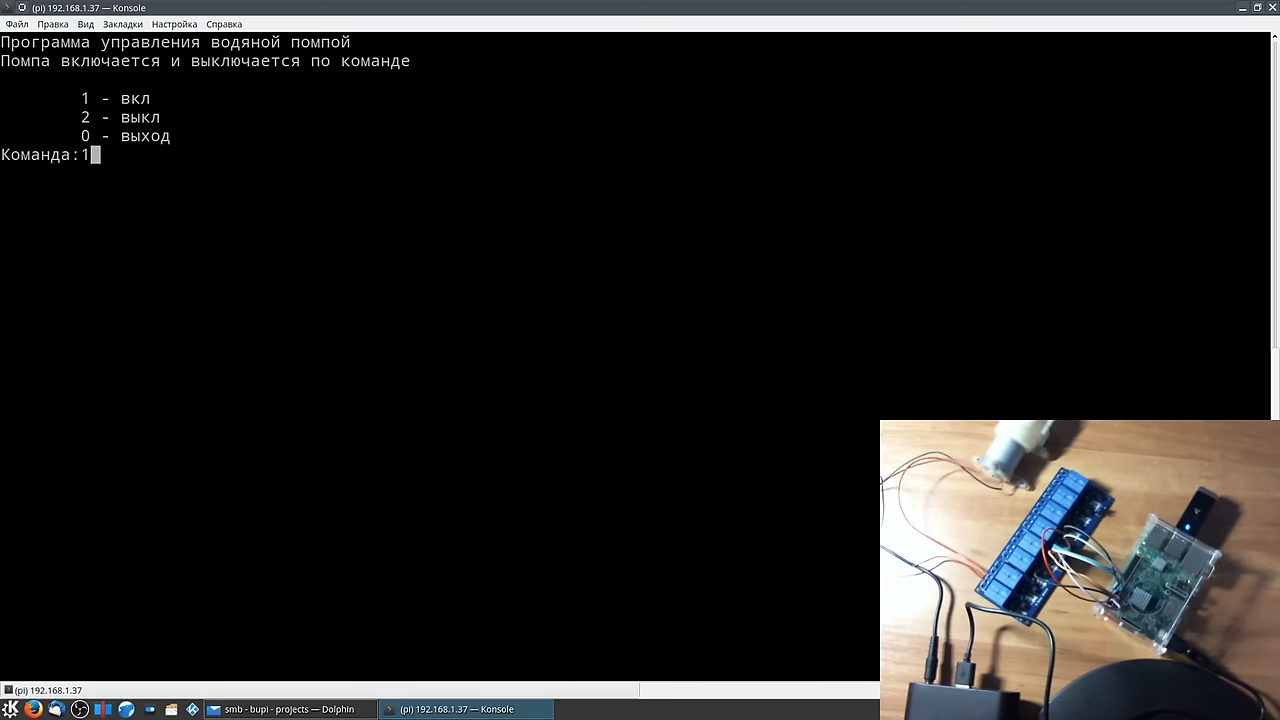 (pi) 192.168.1.37 — Konsole
Файл Правка Вид Закладки Настройка Справка
Программа управления водяной помпой
Помпа включается и выключается по команде
1 - вкл
2 - выкл
0 - выход
Команда:1
(pi) 192.168.1.37
smb - bupi - projects — Dolphin
(pi) 192.168.1.37 — Konsole